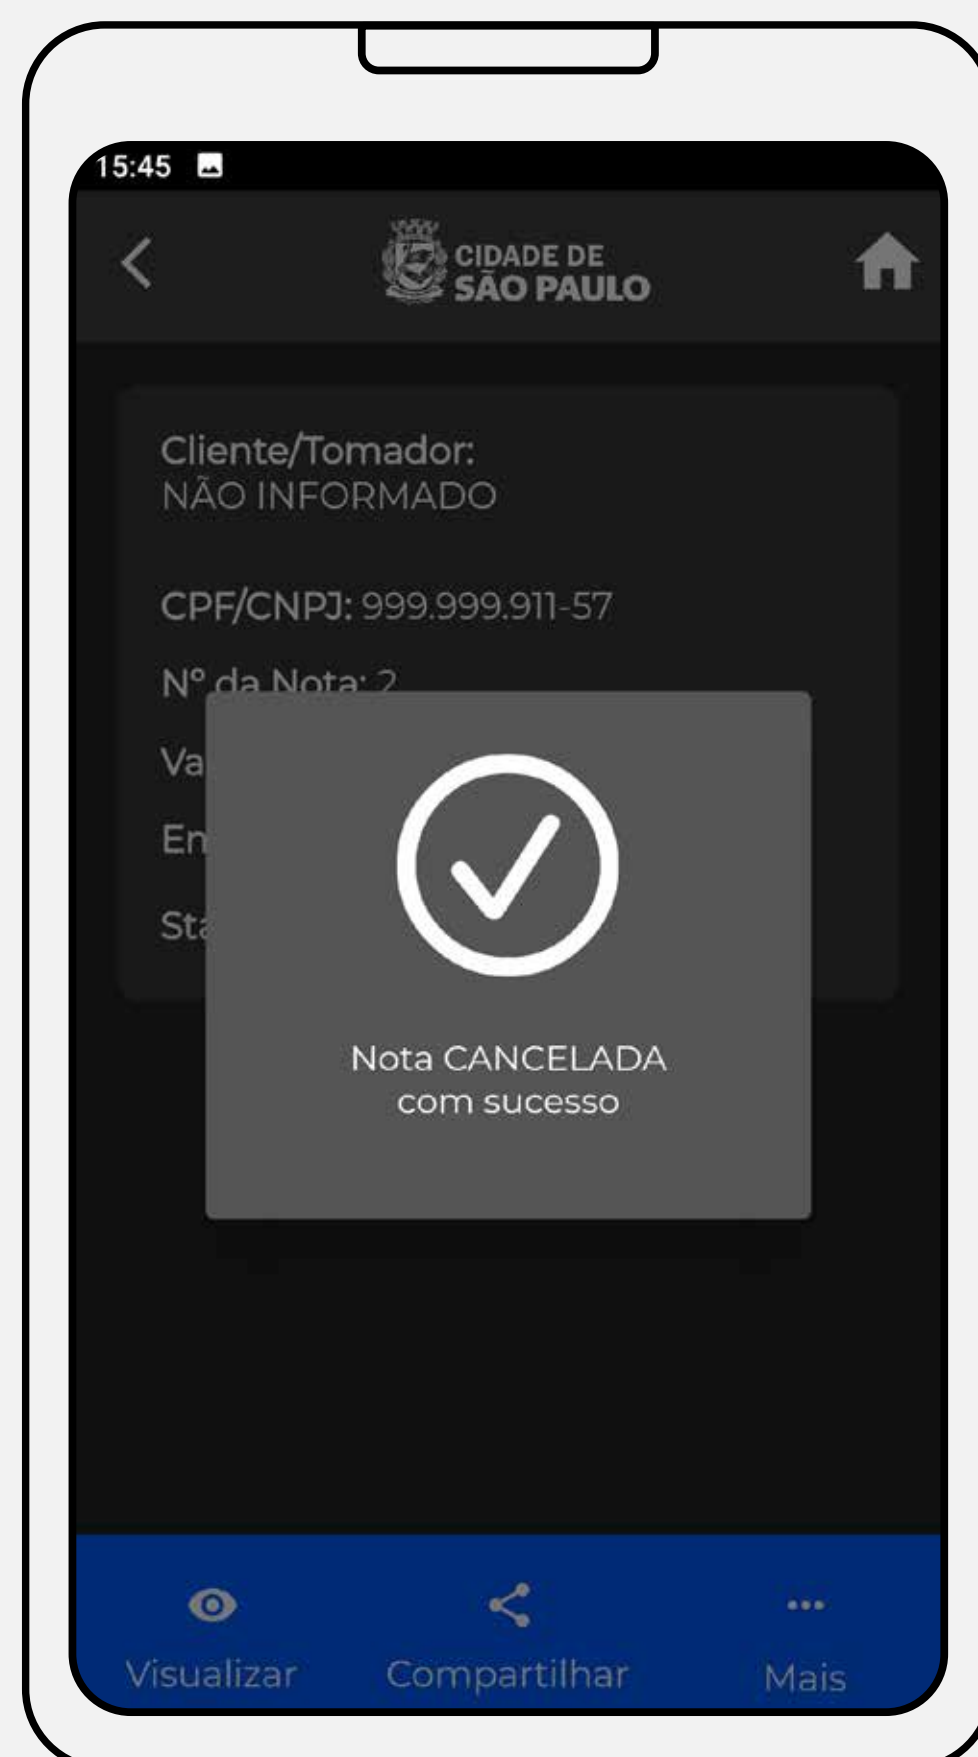 15:45
CIDADE DE
SÃO PAULO
Cliente/Tomador:
NÃO INFORMADO
CPF/CNPJ: 999.999.911-57
Nº da Nota: 2
Nota CANCELADA
com sucesso
Visualizar
Compartilhar
Mais